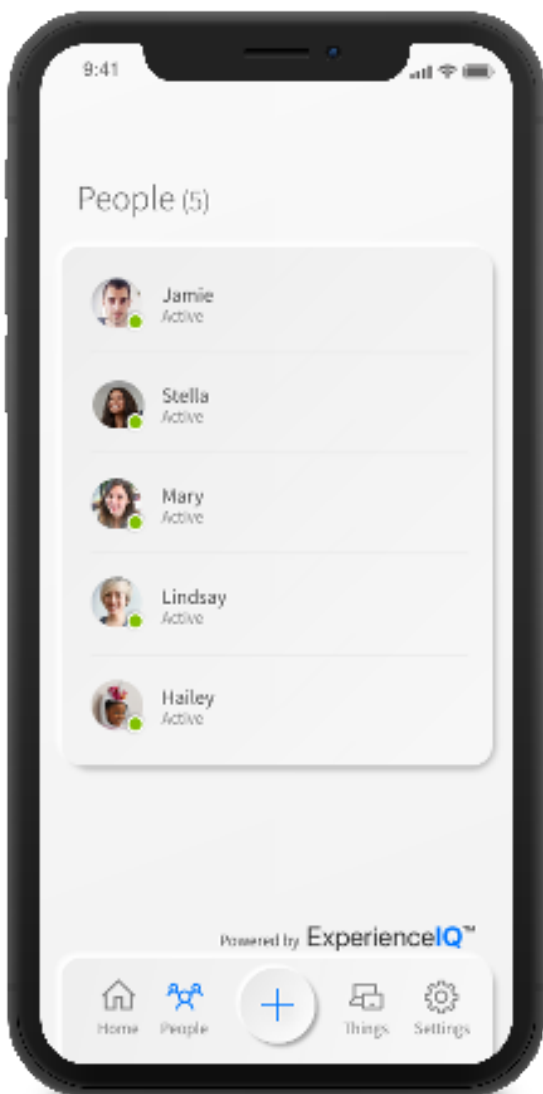 9:41
People (5)
Jamie
Active
Stella
Active
Mary
Active
Lindsay
Active
Hailey
Active
Powered by ExperienceIQ™
Home People + Things Settings